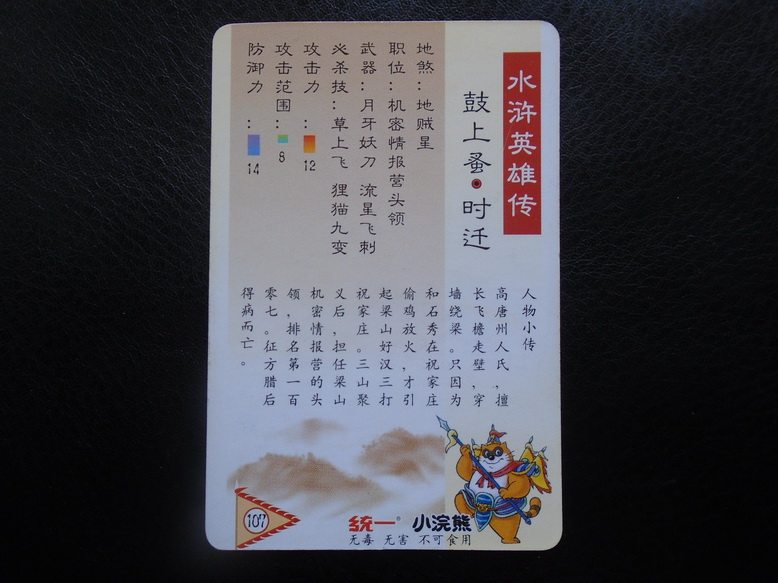 水浒英雄传
鼓上蚤·时迁
地煞：地贼星
职位：机密情报营头领
武器：月牙妖刀 流星飞刺
必杀技：草上飞 狸猫九变
攻击力：12
攻击范围：8
防御力：14
人物小传
高唐州人氏，擅
长飞檐走壁，穿
墙绕梁。只因为
和石秀在祝家庄
偷鸡放火，才引
起梁山好汉三打
祝家庄。三山聚
义后，担任梁山
机密情报营的头
领，排名第一百
零七。征方腊后
得病而亡。
107
统一® 小浣熊®
无毒 无害 不可食用